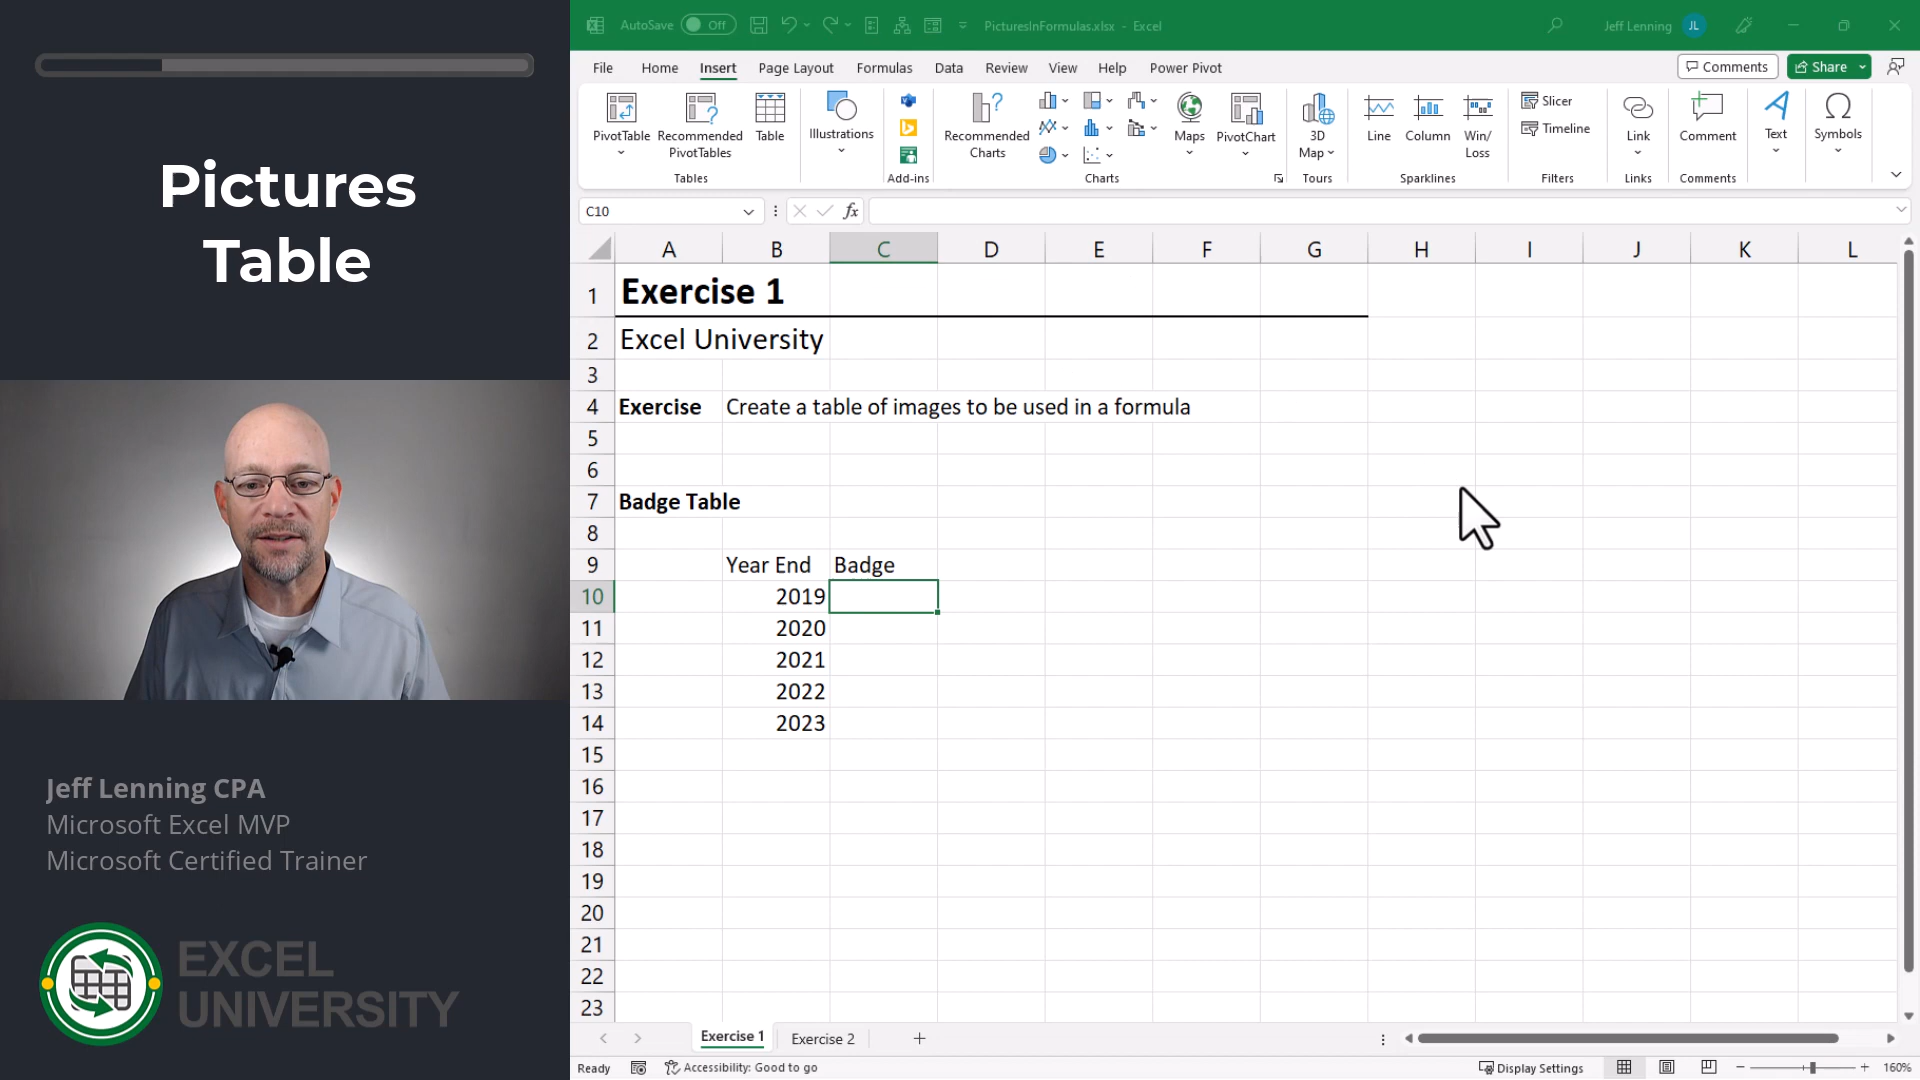 Pictures
Table
Jeff Lenning CPA
Microsoft Excel MVP
Microsoft Certified Trainer
EXCEL
UNIVERSITY
AutoSave Off PicturesInFormulas.xlsx - Excel Jeff Lenning JL
File Home Insert Page Layout Formulas Data Review View Help Power Pivot Comments Share
PivotTable Recommended PivotTables Table
Tables
Illustrations
Add-ins
Recommended Charts Maps PivotChart
Charts
3D Map
Tours
Line Column Win/Loss
Sparklines
Slicer
Timeline
Filters
Link
Links
Comment
Comments
Text
Symbols
C10 fx
A B C D E F G H I J K L
1 Exercise 1
2 Excel University
3
4 Exercise Create a table of images to be used in a formula
5
6
7 Badge Table
8
9 Year End Badge
10 2019
11 2020
12 2021
13 2022
14 2023
15
16
17
18
19
20
21
22
23
Exercise 1 Exercise 2
Ready Accessibility: Good to go Display Settings 160%